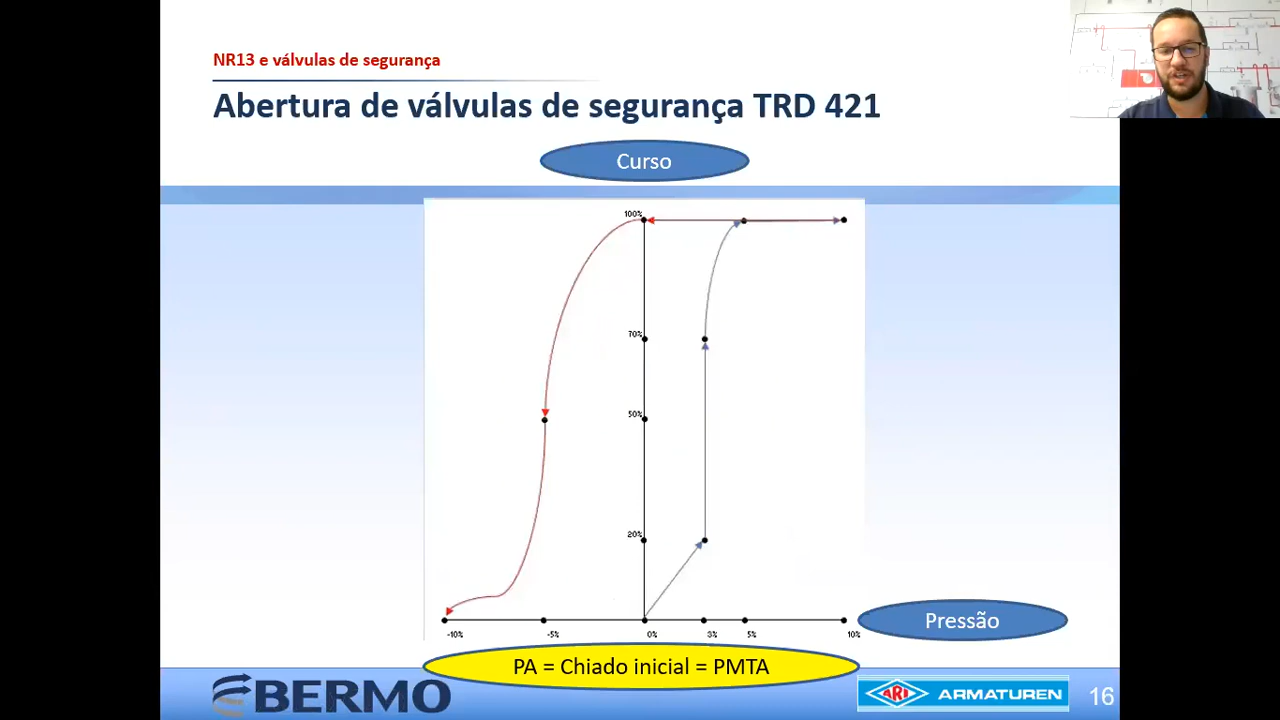 NR13 e válvulas de segurança
Abertura de válvulas de segurança TRD 421
Curso
100%
70%
50%
20%
-10%
-5%
0%
3%
5%
10%
Pressão
PA = Chiado inicial = PMTA
BERMO
ARI ARMATUREN
16